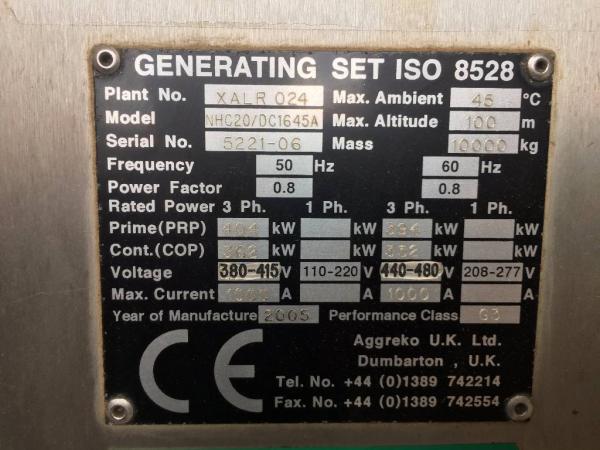 GENERATING SET ISO 8528
Plant No. XALR 024 Max. Ambient 45 °C
Model NHC20/DC1645A Max. Altitude 100 m
Serial No. 5221-06 Mass 10000 kg
Frequency 50 Hz 60 Hz
Power Factor 0.8 0.8
Rated Power 3 Ph. 1 Ph. 3 Ph. 1 Ph.
Prime(PRP) 404 kW kW 394 kW kW
Cont.(COP) kW kW kW kW
Voltage 380-415 V 110-220 V 440-480 V 208-277 V
Max. Current A A 1000 A A
Year of Manufacture 2005 Performance Class G3
CE
Aggreko U.K. Ltd.
Dumbarton , U.K.
Tel. No. +44 (0)1389 742214
Fax. No. +44 (0)1389 742554